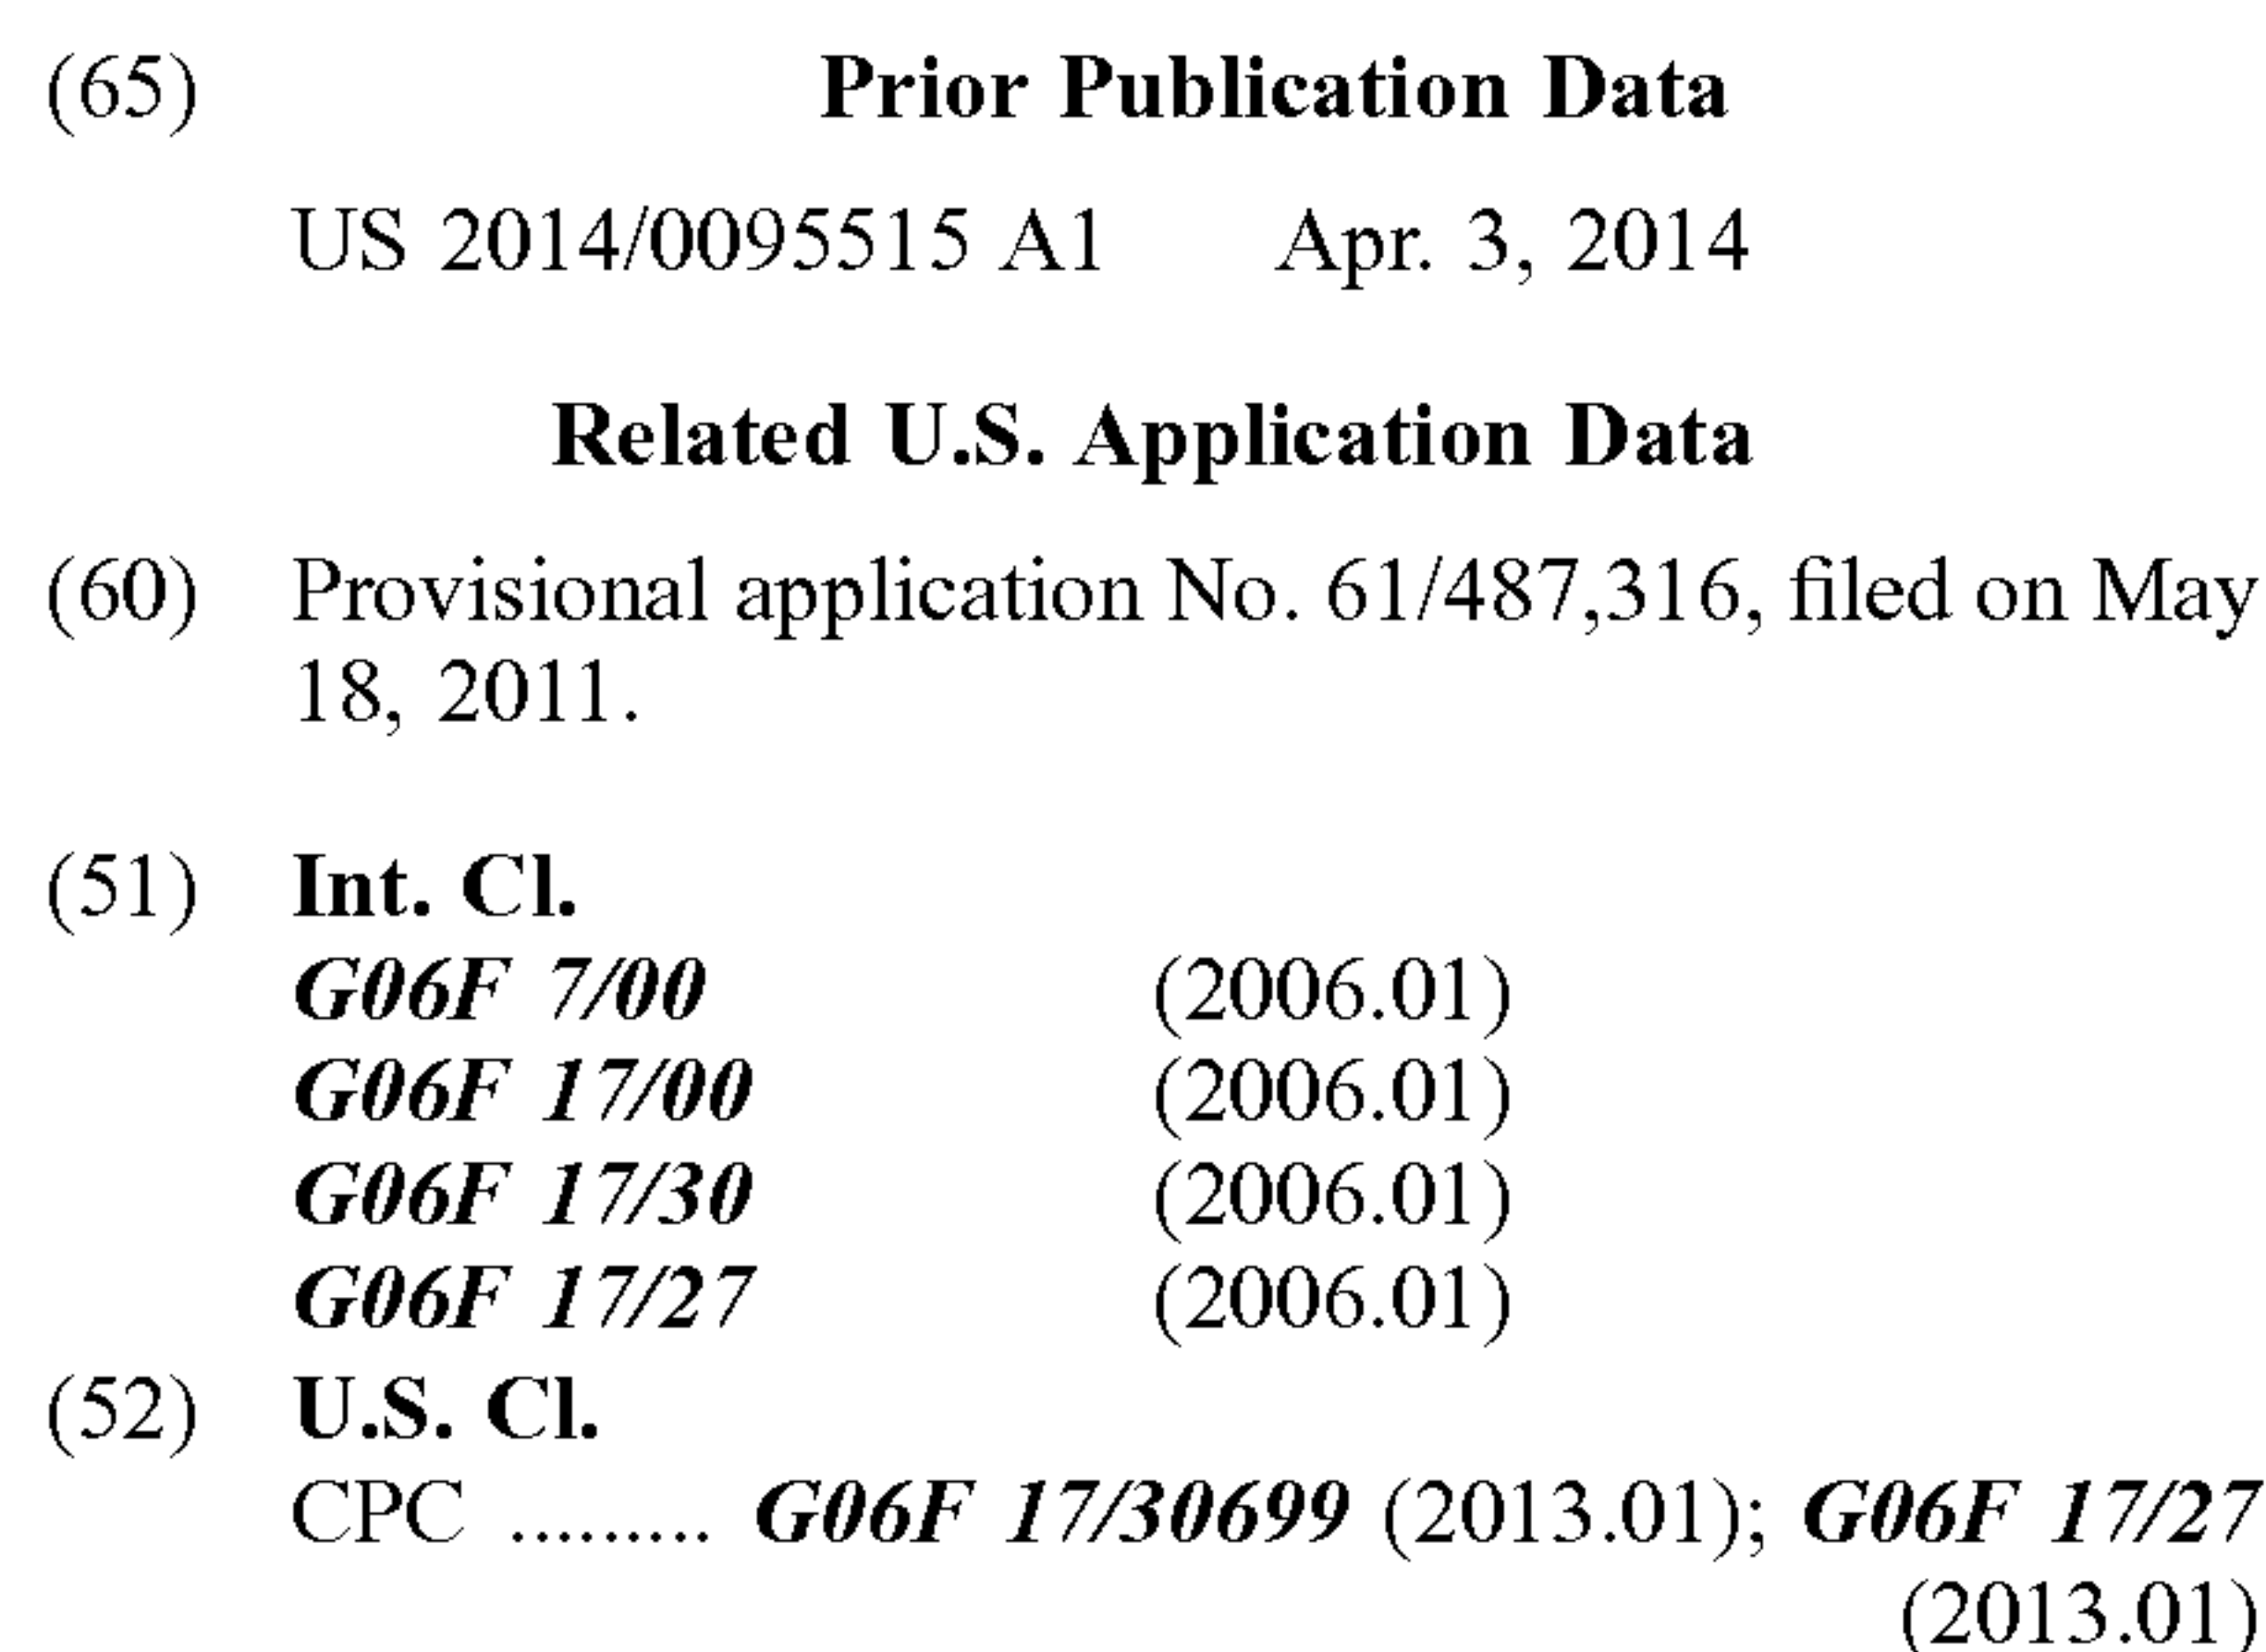 (65) Prior Publication Data
US 2014/0095515 A1 Apr. 3, 2014
Related U.S. Application Data
(60) Provisional application No. 61/487,316, filed on May
18, 2011.
(51) Int. Cl.
G06F 7/00 (2006.01)
G06F 17/00 (2006.01)
G06F 17/30 (2006.01)
G06F 17/27 (2006.01)
(52) U.S. Cl.
CPC ......... G06F 17/30699 (2013.01); G06F 17/27
(2013.01)